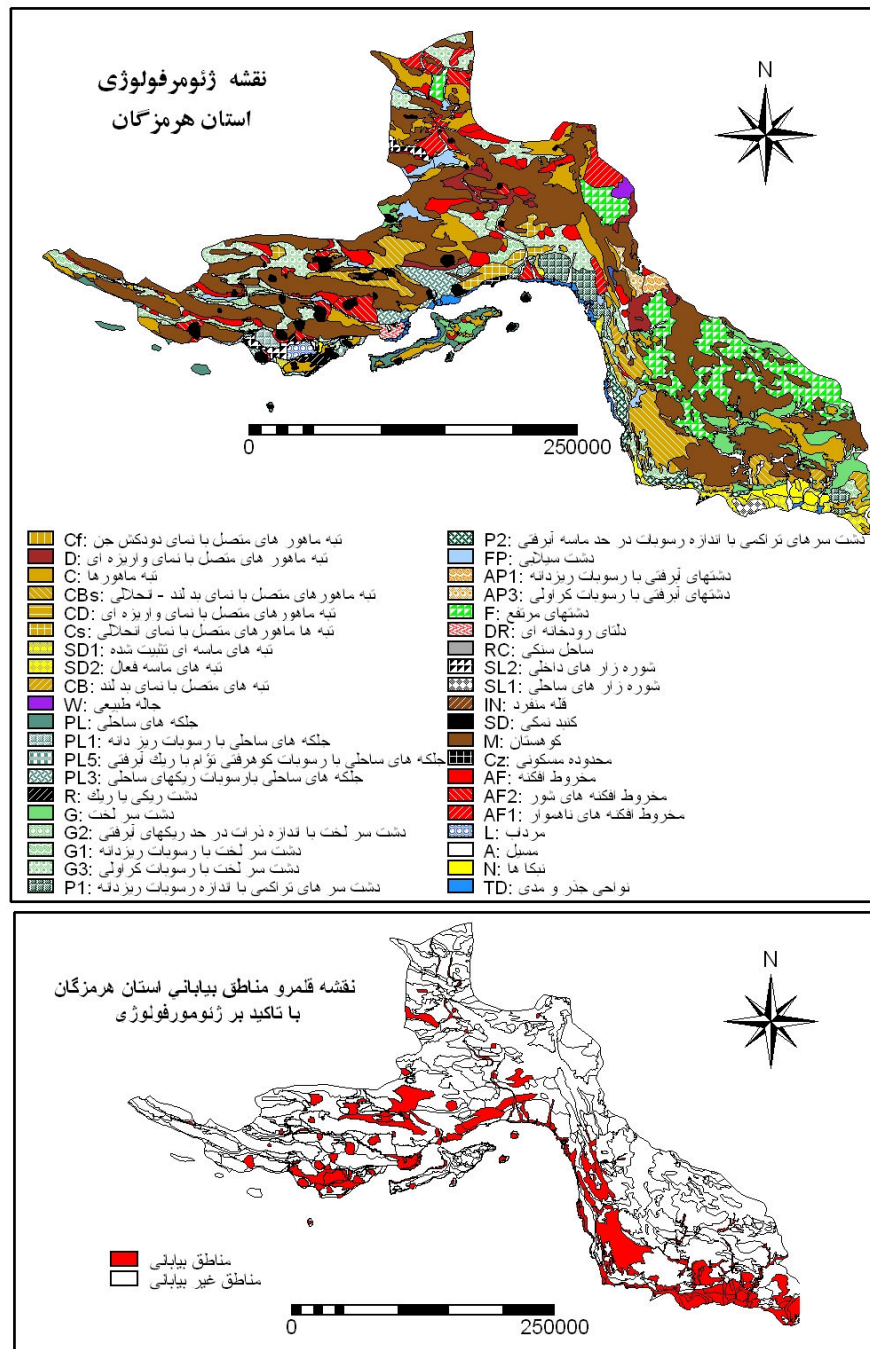 نقشه ژئومرفولوژی
استان هرمزگان
N
0
250000
Cf: تپه ماهور های متصل با نمای دودکش جن
D: تپه ماهور های متصل با نمای واریزه ای
C: تپه ماهورها
CBs: تپه ماهورهای متصل با نمای بد لند - انحلالی
CD: تپه ماهورهای متصل با نمای واریزه ای
Cs: تپه ها ماهورهای متصل با نمای انحلالی
SD1: تپه های ماسه ای تثبیت شده
SD2: تپه های ماسه فعال
CB: تپه های متصل با نمای بد لند
W: چاله طبیعی
PL: جلگه های ساحلی
PL1: جلگه های ساحلی با رسوبات ریز دانه
PL5: جلگه های ساحلی با رسوبات کوهرفتی تؤام با ریگ آبرفتی
PL3: جلگه های ساحلی بارسوبات ریگهای ساحلی
R: دشت ریگی یا ریگ
G: دشت سر لخت
G2: دشت سر لخت با اندازه ذرات در حد ریگهای آبرفتی
G1: دشت سر لخت با رسوبات ریزدانه
G3: دشت سر لخت با رسوبات کراولی
P1: دشت سر های تراکمی با اندازه رسوبات ریزدانه
P2: دشت سرهای تراکمی با اندازه رسوبات در حد ماسه آبرفتی
FP: دشت سیلابی
AP1: دشتهای آبرفتی با رسوبات ریزدانه
AP3: دشتهای آبرفتی با رسوبات کراولی
F: دشتهای مرتفع
DR: دلتای رودخانه ای
RC: ساحل سنگی
SL2: شوره زار های داخلی
SL1: شوره زار های ساحلی
IN: قله منفرد
SD: گنبد نمکی
M: کوهستان
Cz: محدوده مسکونی
AF: مخروط افکنه
AF2: مخروط افکنه های شور
AF1: مخروط افکنه های ناهموار
L: مرداب
A: مسیل
N: نبکا ها
TD: نواحی جذر و مدی
نقشه قلمرو مناطق بیابانی استان هرمزگان
با تاکید بر ژئومورفولوژی
N
مناطق بیابانی
مناطق غیر بیابانی
0
250000